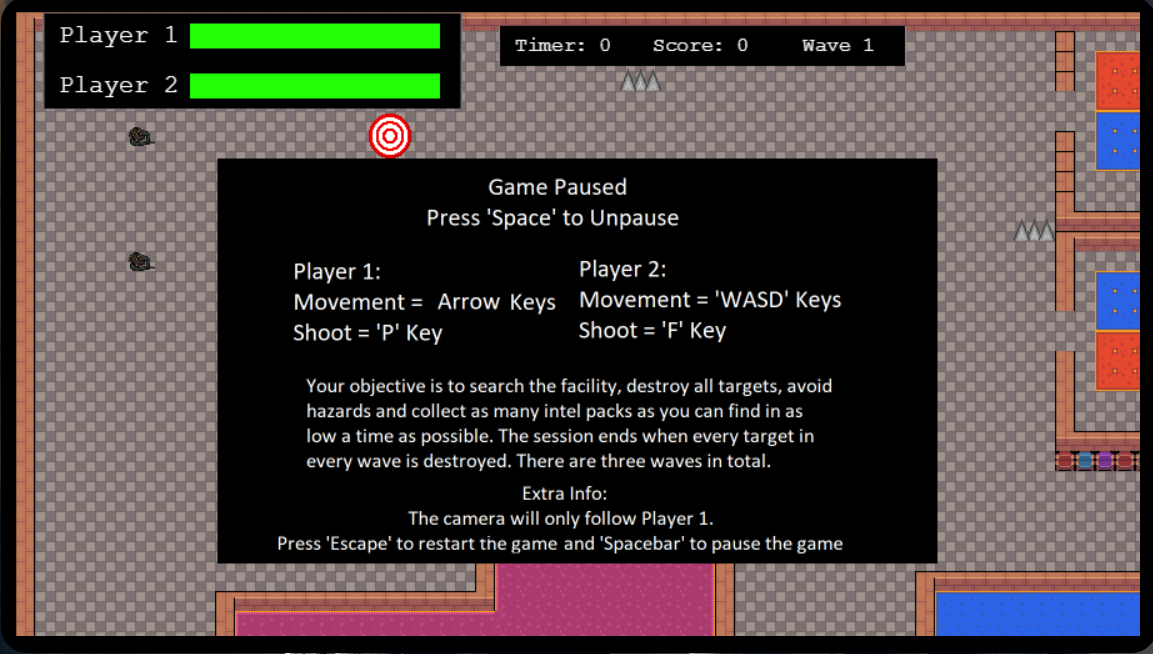 Player 1
Player 2
Timer: 0 Score: 0 Wave 1
Game Paused
Press 'Space' to Unpause
Player 1:
Movement = Arrow Keys
Shoot = 'P' Key
Player 2:
Movement = 'WASD' Keys
Shoot = 'F' Key
Your objective is to search the facility, destroy all targets, avoid
hazards and collect as many intel packs as you can find in as
low a time as possible. The session ends when every target in
every wave is destroyed. There are three waves in total.
Extra Info:
The camera will only follow Player 1.
Press 'Escape' to restart the game and 'Spacebar' to pause the game